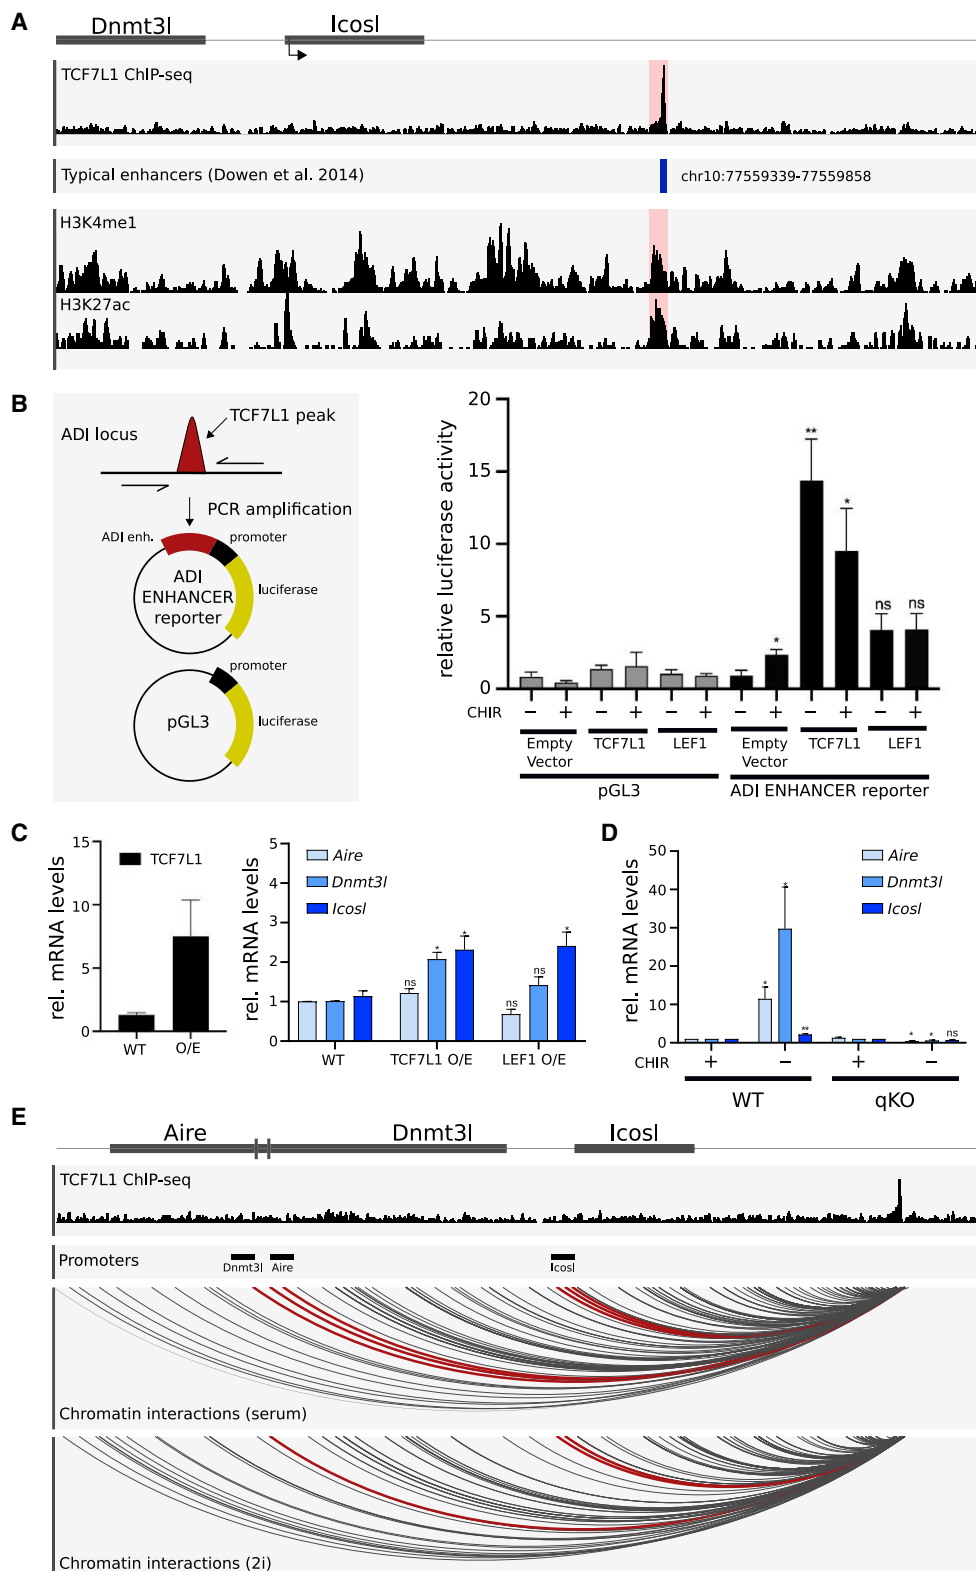 A
Dnmt3l
Icosl
TCF7L1 ChIP-seq
Typical enhancers (Dowen et al. 2014)
chr10:77559339-77559858
H3K4me1
H3K27ac
B
ADI locus
TCF7L1 peak
PCR amplification
ADI enh.
promoter
luciferase
ADI
ENHANCER
reporter
promoter
luciferase
pGL3
relative luciferase activity
20
15
10
5
0
** * * ns ns
CHIR − + − + − + − + − + − +
Empty Vector
TCF7L1
LEF1
Empty Vector
TCF7L1
LEF1
pGL3
ADI ENHANCER reporter
C
rel. mRNA levels
15
10
5
0
TCF7L1
WT
O/E
rel. mRNA levels
5
4
3
2
1
0
Aire
Dnmt3l
Icosl
ns * * ns ns *
WT
TCF7L1 O/E
LEF1 O/E
D
rel. mRNA levels
50
40
30
20
10
0
Aire
Dnmt3l
Icosl
* * ** * * ns
CHIR + − + −
WT
qKO
E
Aire
Dnmt3l
Icosl
TCF7L1 ChIP-seq
Promoters
Dnmt3l
Aire
Icosl
Chromatin interactions (serum)
Chromatin interactions (2i)